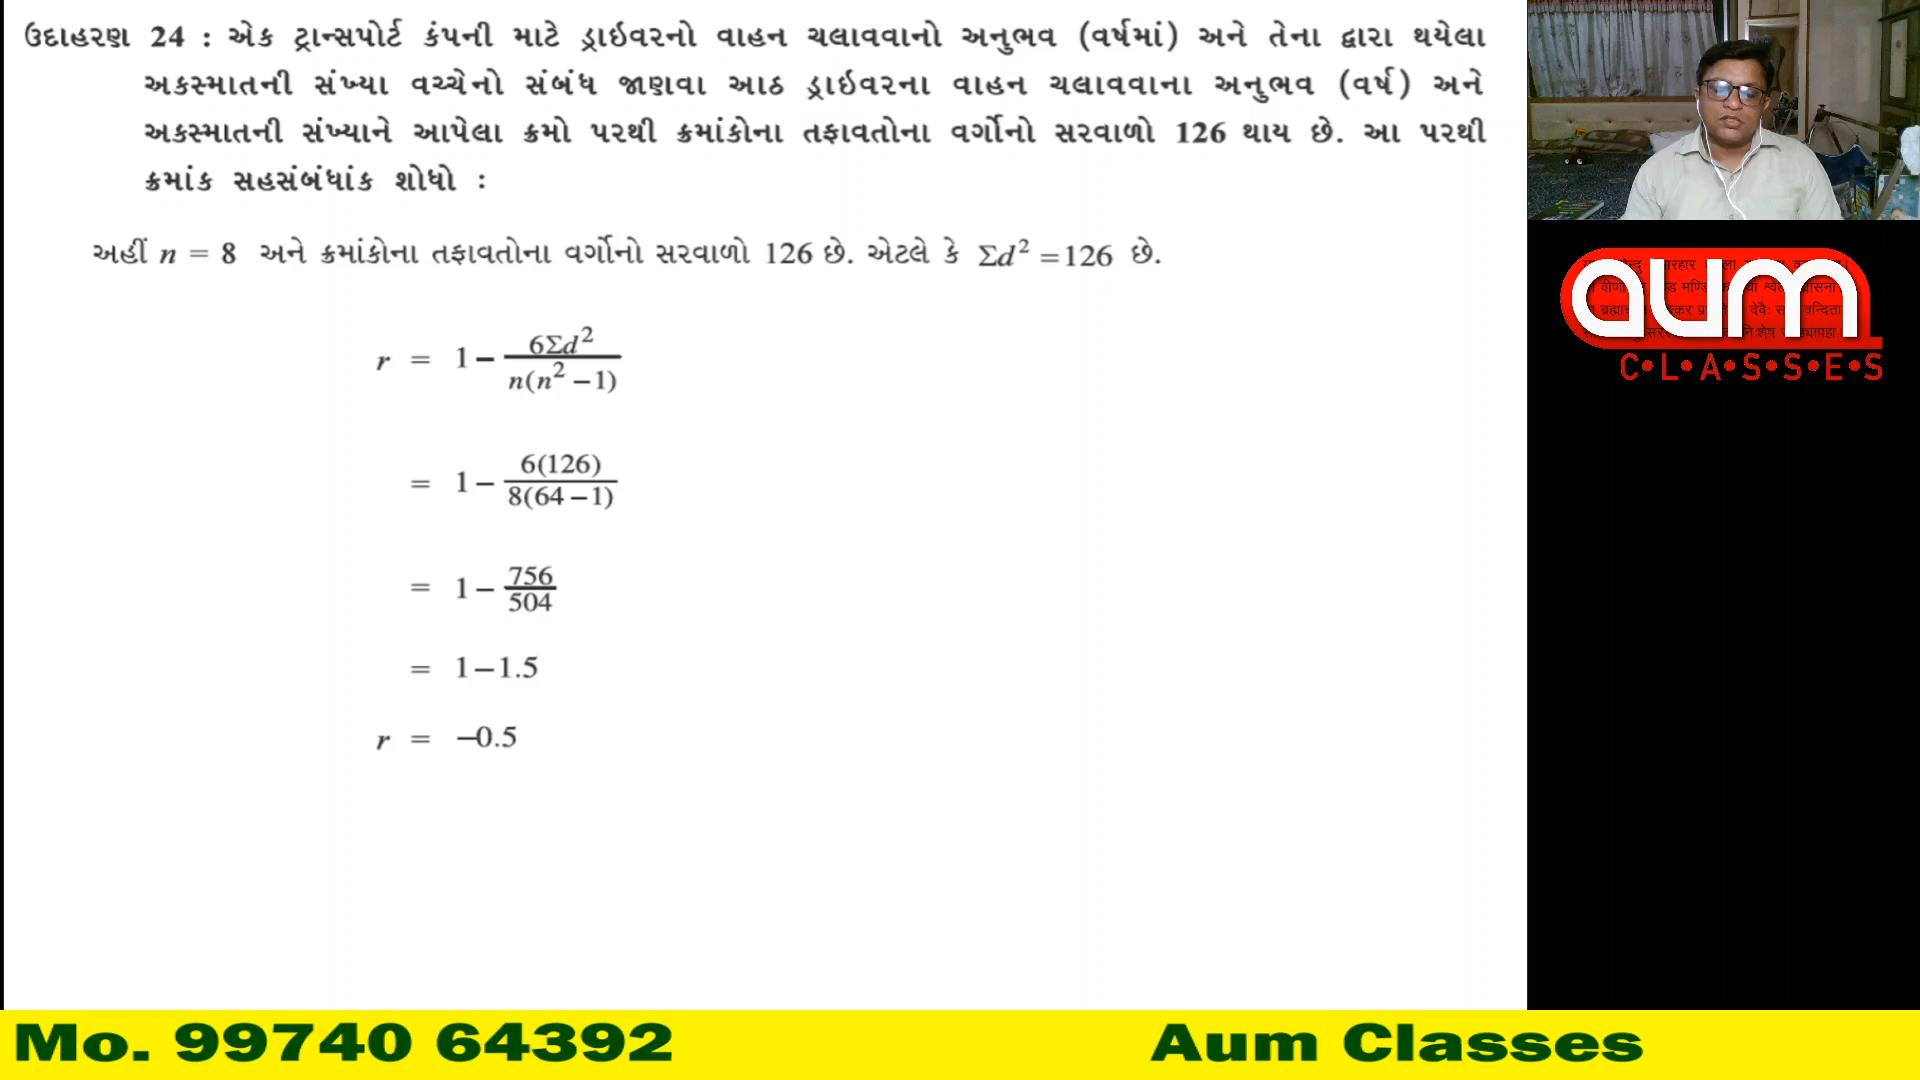 ઉદાહરણ 24 : એક ટ્રાન્સપોર્ટ કંપની માટે ડ્રાઇવરનો વાહન ચલાવવાનો અનુભવ (વર્ષમાં) અને તેના દ્વારા થયેલા
અકસ્માતની સંખ્યા વચ્ચેનો સંબંધ જાણવા આઠ ડ્રાઇવરના વાહન ચલાવવાના અનુભવ (વર્ષ) અને
અકસ્માતની સંખ્યાને આપેલા ક્રમો પરથી ક્રમાંકોના તફાવતોના વર્ગોનો સરવાળો 126 થાય છે. આ પરથી
ક્રમાંક સહસંબંધાંક શોધો :
અહીં n = 8 અને ક્રમાંકોના તફાવતોના વર્ગોનો સરવાળો 126 છે. એટલે કે Σd² = 126 છે.
r = 1 − 6Σd² / n(n² − 1)
= 1 − 6(126) / 8(64 − 1)
= 1 − 756 / 504
= 1 − 1.5
r = −0.5
aum
C•L•A•S•S•E•S
Mo. 99740 64392
Aum Classes